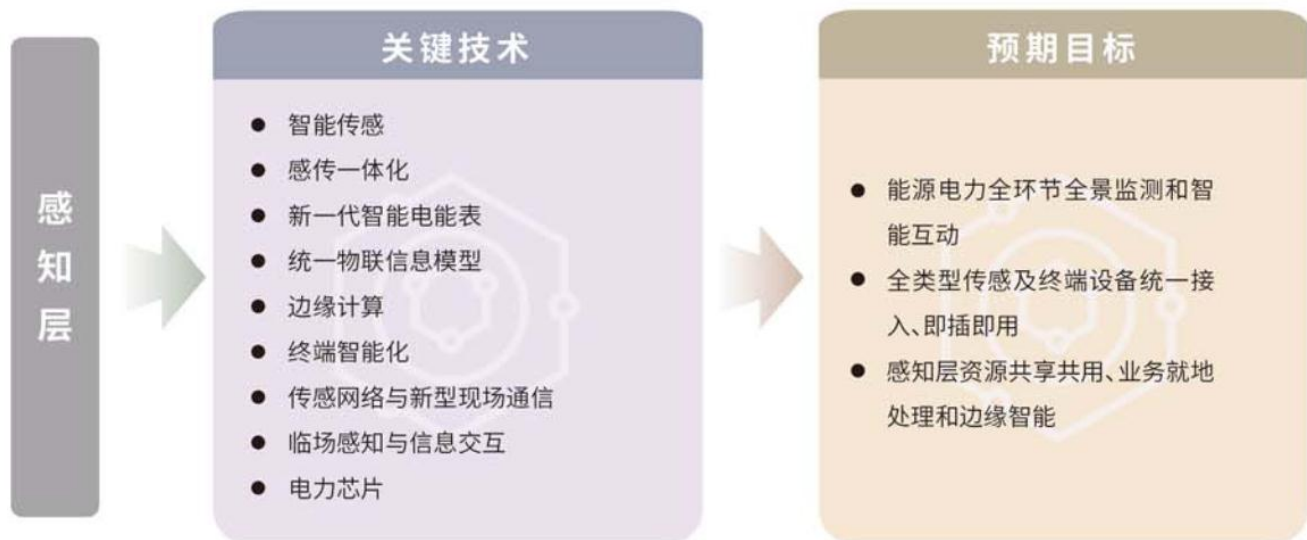 感知层
关键技术
智能传感
感传一体化
新一代智能电能表
统一物联信息模型
边缘计算
终端智能化
传感网络与新型现场通信
临场感知与信息交互
电力芯片
预期目标
能源电力全环节全景监测和智
能互动
全类型传感及终端设备统一接
入、即插即用
感知层资源共享共用、业务就地
处理和边缘智能